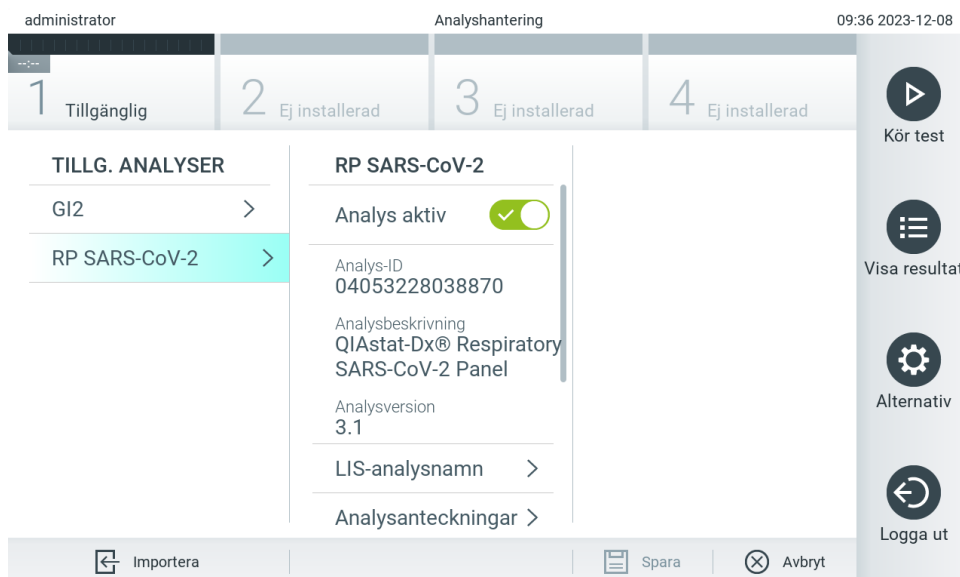 administrator Analyshantering 09:36 2023-12-08
--:--
1 Tillgänglig 2 Ej installerad 3 Ej installerad 4 Ej installerad
Kör test
TILLG. ANALYSER
GI2
RP SARS-CoV-2
RP SARS-CoV-2
Analys aktiv
Analys-ID
04053228038870
Analysbeskrivning
QIAstat-Dx® Respiratory
SARS-CoV-2 Panel
Analysversion
3.1
LIS-analysnamn
Analysanteckningar
Visa resultat
Alternativ
Logga ut
Importera Spara Avbryt